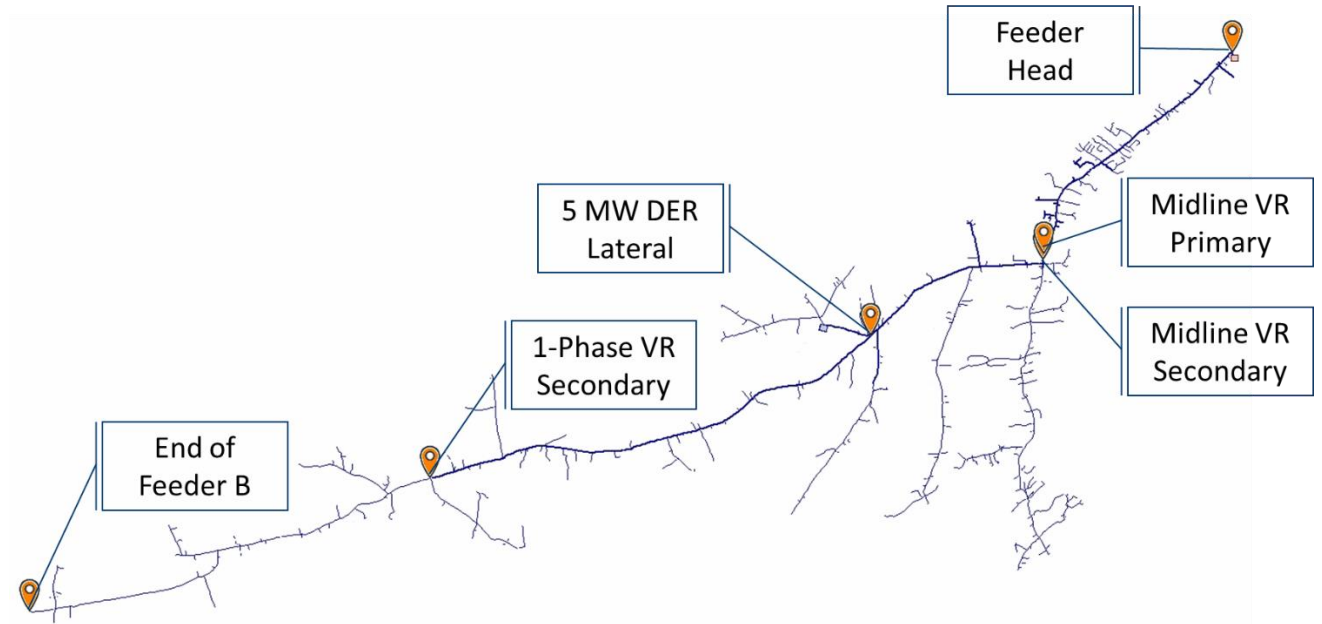 Feeder
Head
5 MW DER
Lateral
Midline VR
Primary
1-Phase VR
Secondary
Midline VR
Secondary
End of
Feeder B